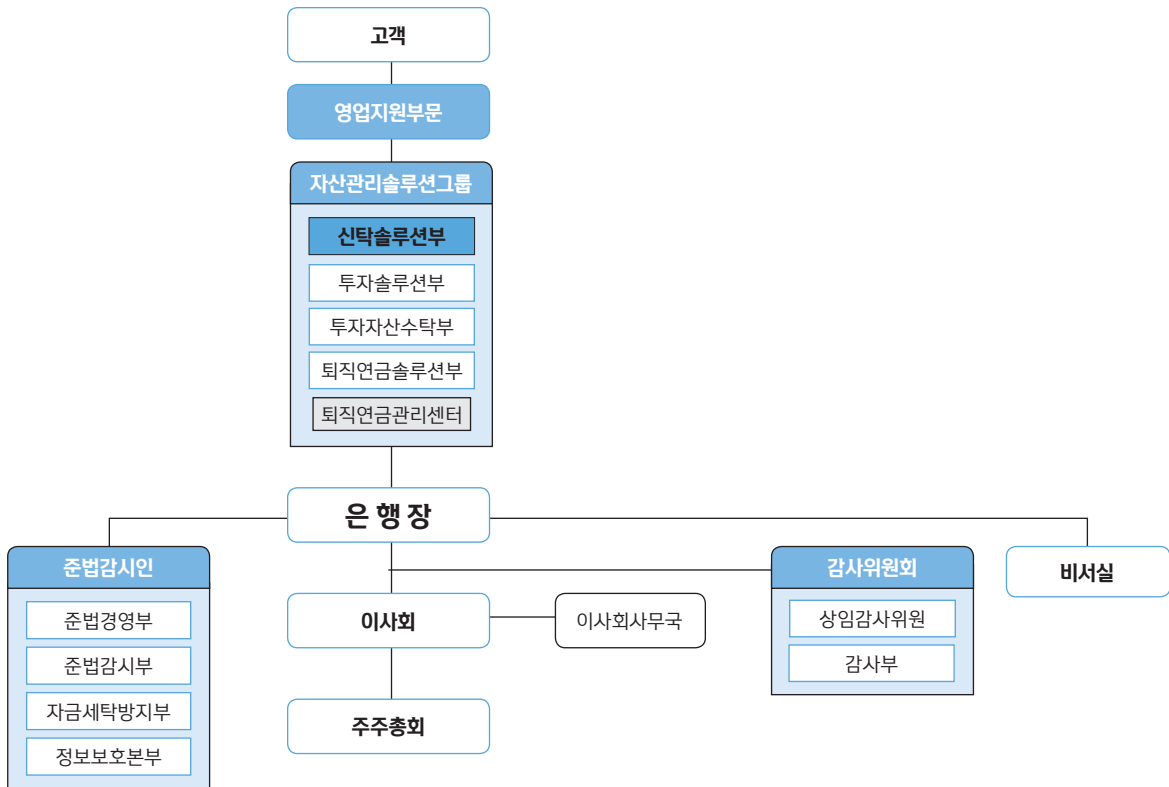 고객
영업지원부문
자산관리솔루션그룹
신탁솔루션부
투자솔루션부
투자자산수탁부
퇴직연금솔루션부
퇴직연금관리센터
은 행 장
준법감시인
준법경영부
준법감시부
자금세탁방지부
정보보호본부
이사회
이사회사무국
주주총회
감사위원회
상임감사위원
감사부
비서실